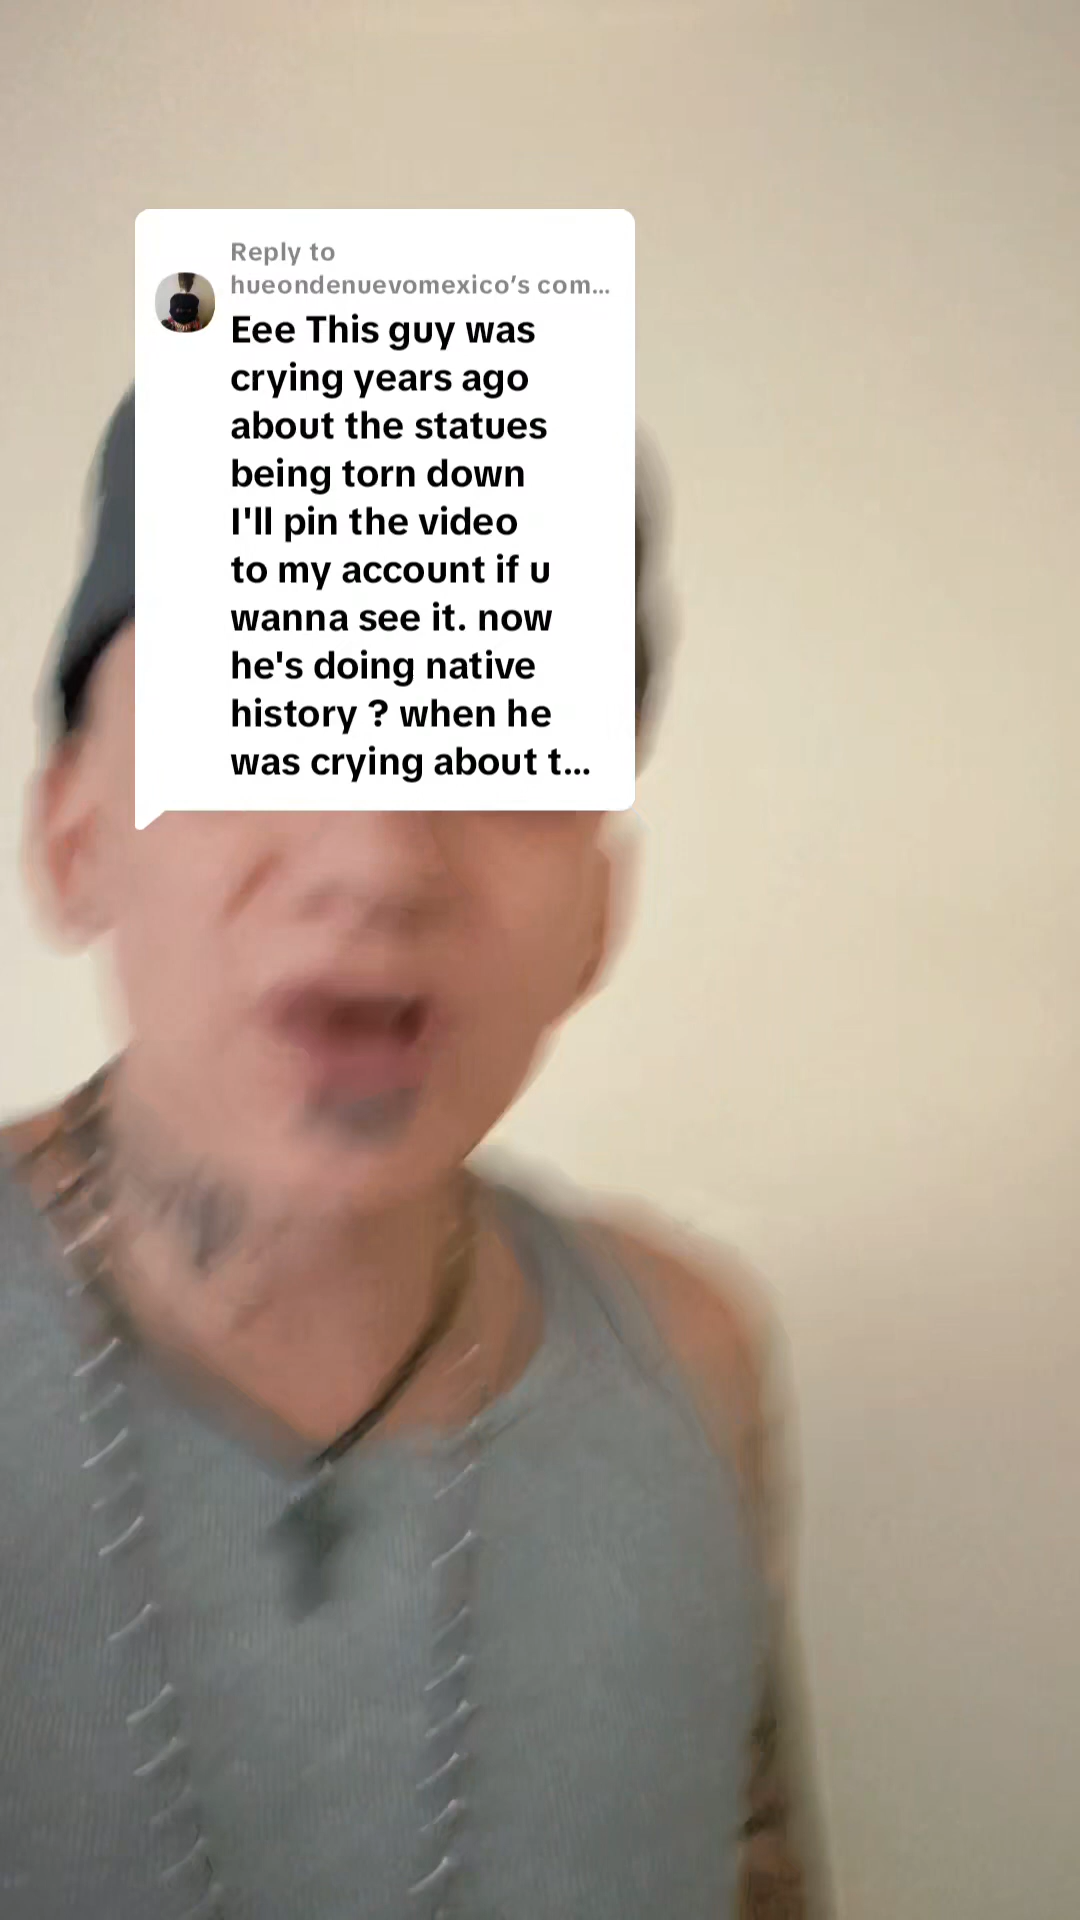 Reply to
hueondenuevomexico’s com...
Eee This guy was
crying years ago
about the statues
being torn down
I'll pin the video
to my account if u
wanna see it. now
he's doing native
history ? when he
was crying about t...